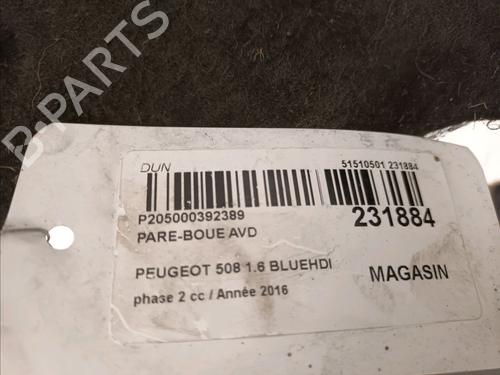 B-PARTS
DUN
51510501 231884
P205000392389
231884
PARE-BOUE AVD
PEUGEOT 508 1.6 BLUEHDI
MAGASIN
phase 2 cc / Année 2016